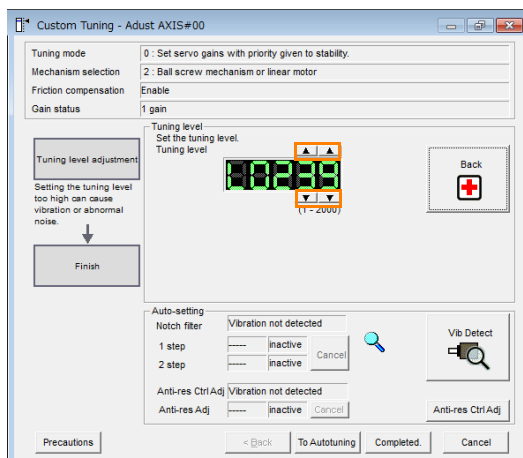 Custom Tuning - Adust AXIS#00
Tuning mode 0 : Set servo gains with priority given to stability.
Mechanism selection 2 : Ball screw mechanism or linear motor
Friction compensation Enable
Gain status 1 gain
Tuning level
Set the tuning level.
Tuning level
L0239
(1 - 2000)
Tuning level adjustment
Setting the tuning level
too high can cause
vibration or abnormal
noise.
Finish
Back
Auto-setting
Notch filter Vibration not detected
1 step ----- inactive
Cancel
2 step ----- inactive
Anti-res Ctrl Adj Vibration not detected
Anti-res Adj ----- inactive Cancel
Vib Detect
Anti-res Ctrl Adj
Precautions < Back To Autotuning Completed. Cancel